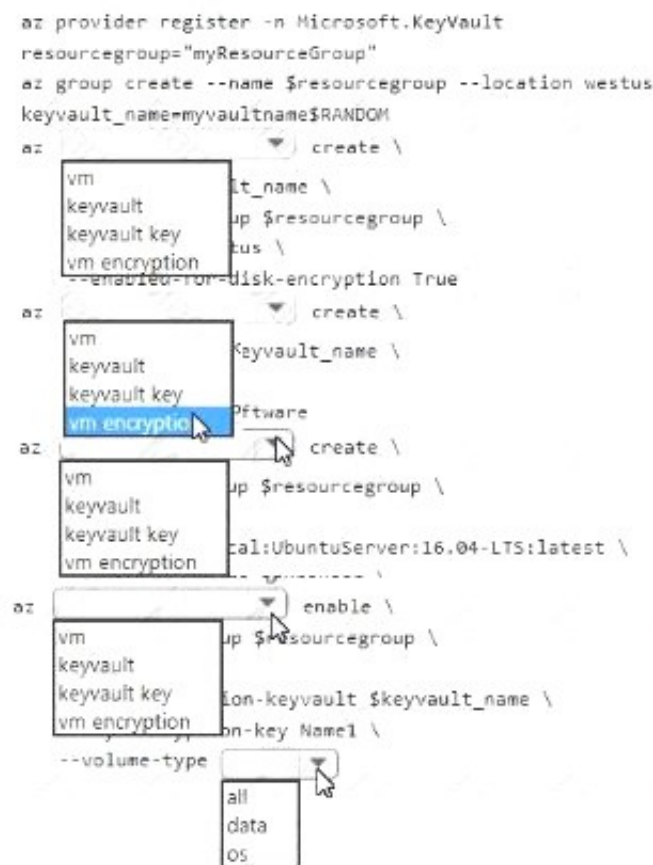 az provider register -n Microsoft.KeyVault
resourcegroup="myResourceGroup"
az group create --name $resourcegroup --location westus
keyvault_name=myvaultname$RANDOM
az create \
vm
keyvault
keyvault key
vm encryption
lt_name \
up $resourcegroup \
tus \
--enabled-for-disk-encryption True
az create \
vm
keyvault
keyvault key
vm encryptio
Keyvault_name \
ftware
az create \
vm
keyvault
keyvault key
vm encryption
up $resourcegroup \
cal:UbuntuServer:16.04-LTS:latest \
az enable \
vm
keyvault
keyvault key
vm encryption
up $resourcegroup \
ion-keyvault $keyvault_name \
on-key Name1 \
--volume-type
all
data
os